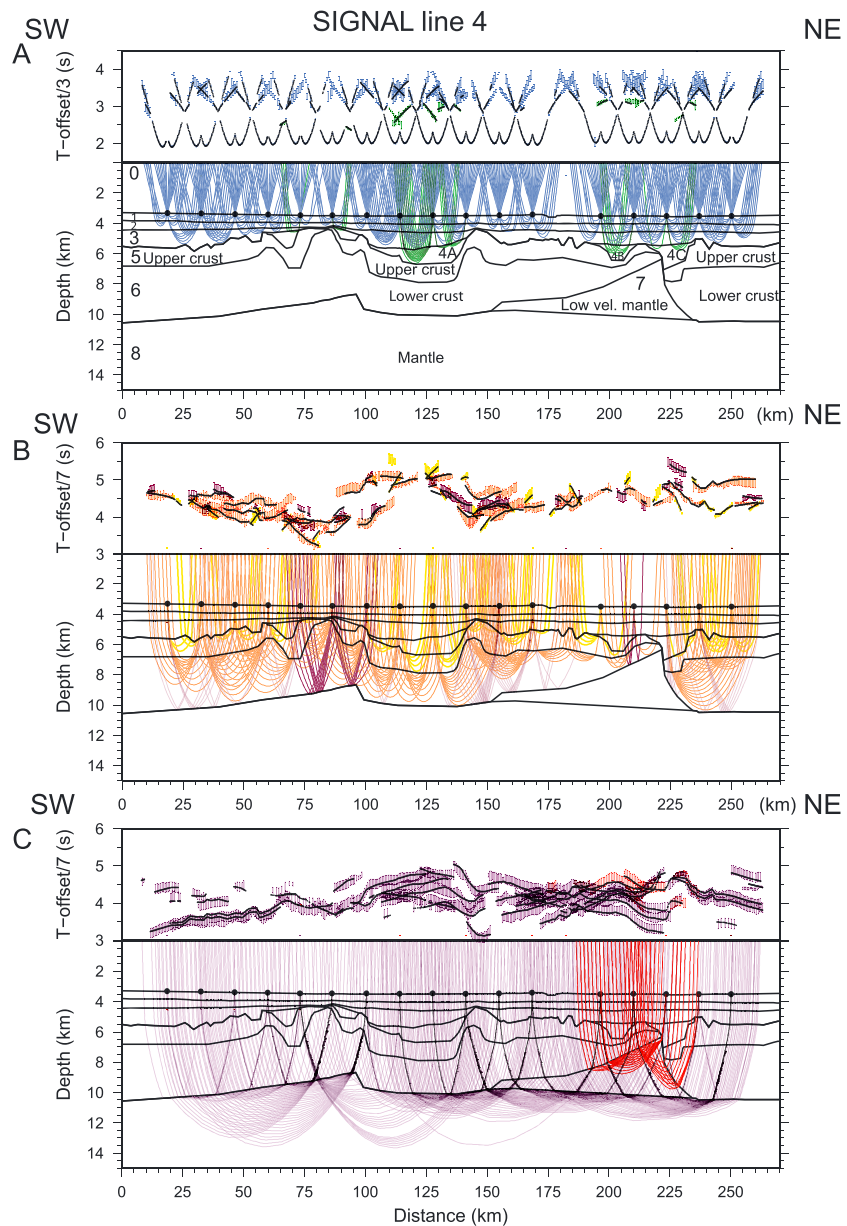 SIGNAL line 4
SW
NE
A
T−offset/3 (s)
4
3
2
0
1
2
3
5
6
8
4A
4B
4C
7
Upper crust
Upper crust
Upper crust
Lower crust
Low vel. mantle
Lower crust
Mantle
Depth (km)
2
4
6
8
10
12
14
0 25 50 75 100 125 150 175 200 225 250 (km)
SW
NE
B
T−offset/7 (s)
6
5
4
3
Depth (km)
2
4
6
8
10
12
14
0 25 50 75 100 125 150 175 200 225 250 (km)
SW
NE
C
T−offset/7 (s)
6
5
4
3
Depth (km)
2
4
6
8
10
12
14
0 25 50 75 100 125 150 175 200 225 250
Distance (km)